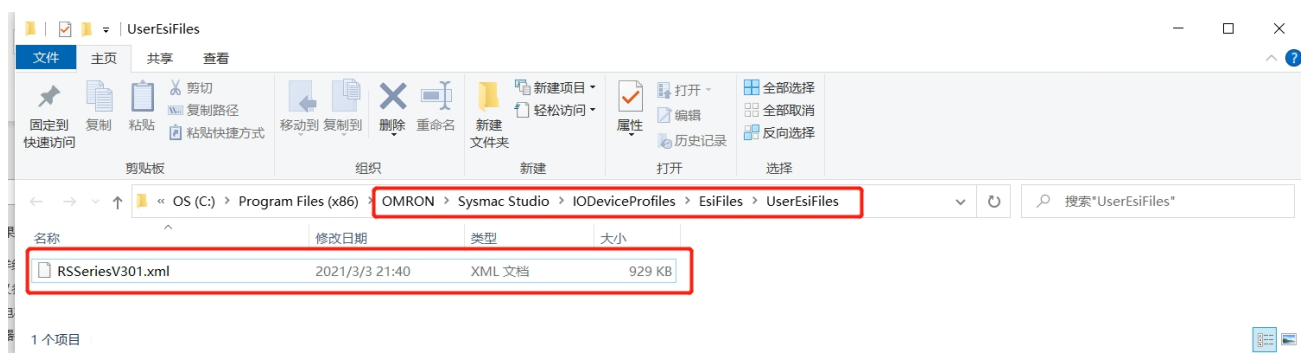 UserEsiFiles
文件 主页 共享 查看
固定到
快速访问
复制
粘贴
剪切
复制路径
粘贴快捷方式
剪贴板
移动到
复制到
删除
重命名
组织
新建
文件夹
新建项目
轻松访问
新建
属性
打开
编辑
历史记录
打开
全部选择
全部取消
反向选择
选择
« OS (C:) > Program Files (x86) > OMRON > Sysmac Studio > IODeviceProfiles > EsiFiles > UserEsiFiles
搜索"UserEsiFiles"
名称 修改日期 类型 大小
RSSeriesV301.xml 2021/3/3 21:40 XML 文档 929 KB
1 个项目